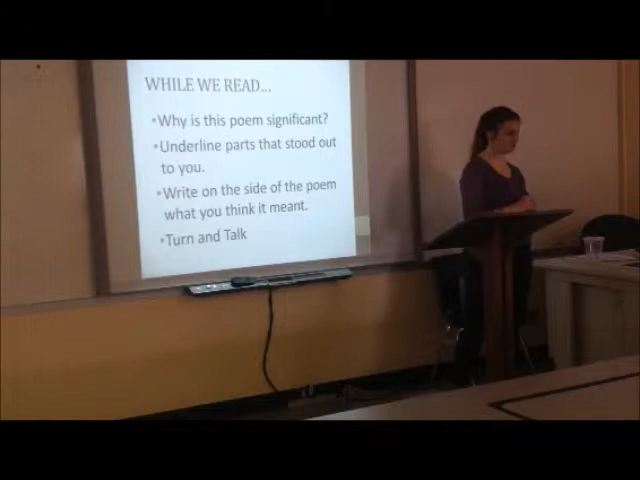 WHILE WE READ...
•Why is this poem significant?
•Underline parts that stood out
to you.
•Write on the side of the poem
what you think it meant.
•Turn and Talk